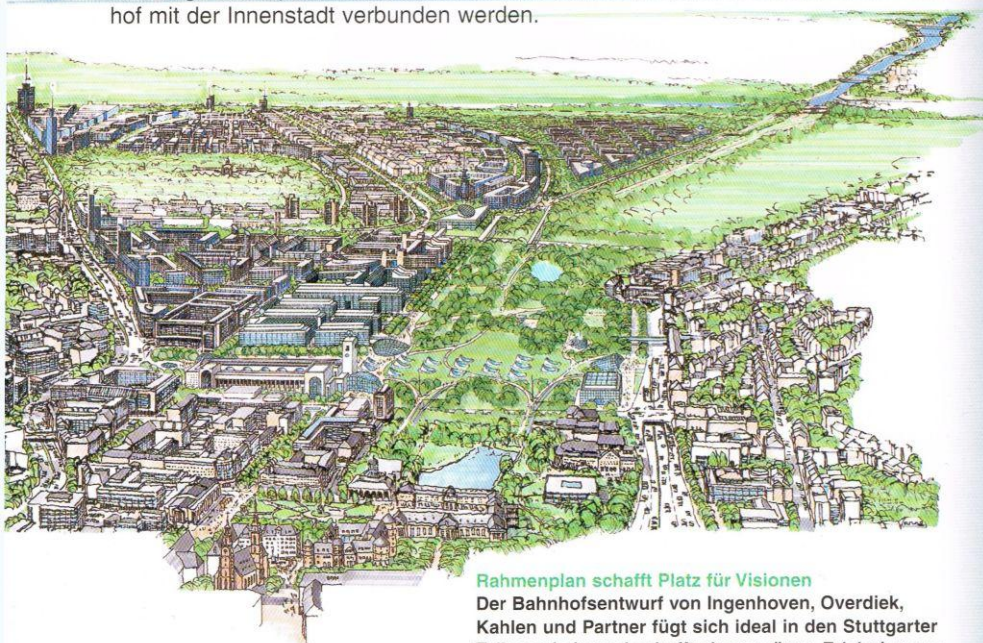 hof mit der Innenstadt verbunden werden.
Rahmenplan schafft Platz für Visionen
Der Bahnhofsentwurf von Ingenhoven, Overdiek,
Kahlen und Partner fügt sich ideal in den Stuttgarter